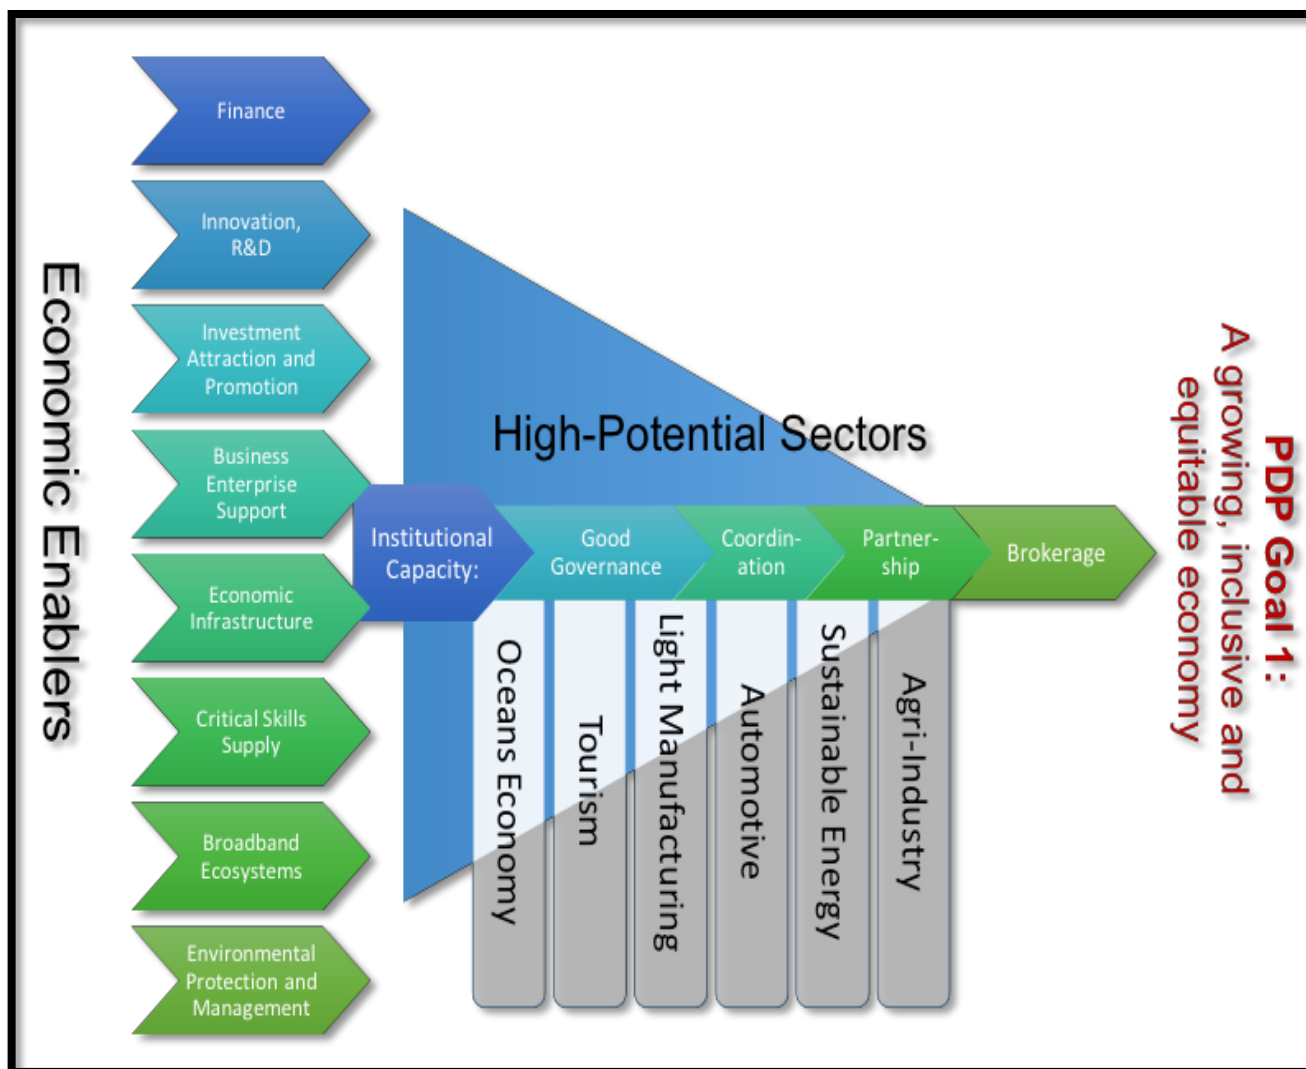 Economic Enablers
Finance
Innovation,
R&D
Investment
Attraction and
Promotion
Business
Enterprise
Support
Economic
Infrastructure
Critical Skills
Supply
Broadband
Ecosystems
Environmental
Protection and
Management
High-Potential Sectors
Institutional
Capacity:
Good
Governance
Coordin-
ation
Partner-
ship
Brokerage
Oceans Economy
Tourism
Light Manufacturing
Automotive
Sustainable Energy
Agri-Industry
PDP Goal 1:
A growing, inclusive and
equitable economy